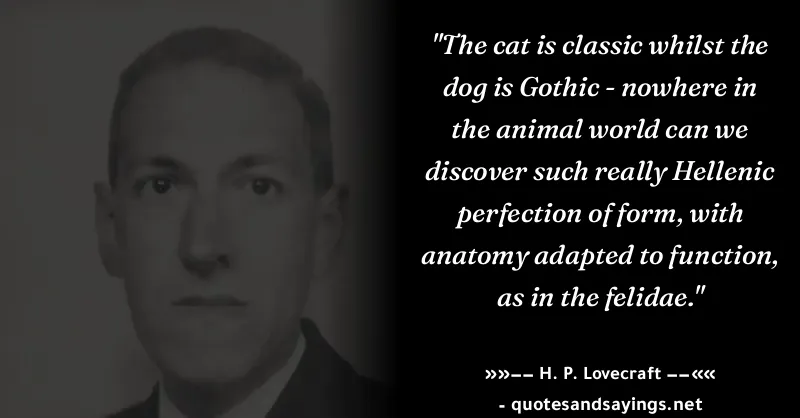 "The cat is classic whilst the
dog is Gothic - nowhere in
the animal world can we
discover such really Hellenic
perfection of form, with
anatomy adapted to function,
as in the felidae."
»»−− H. P. Lovecraft −−««
- quotesandsayings.net